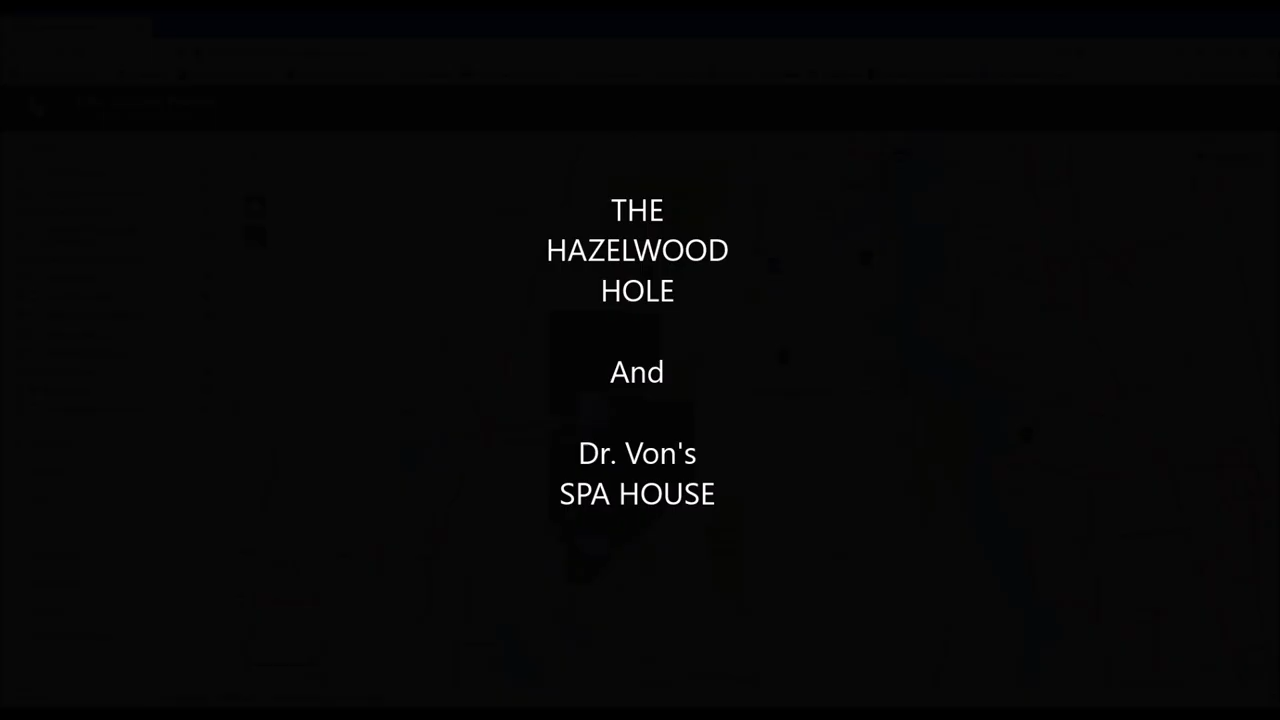 THE
HAZELWOOD
HOLE
And
Dr. Von's
SPA HOUSE